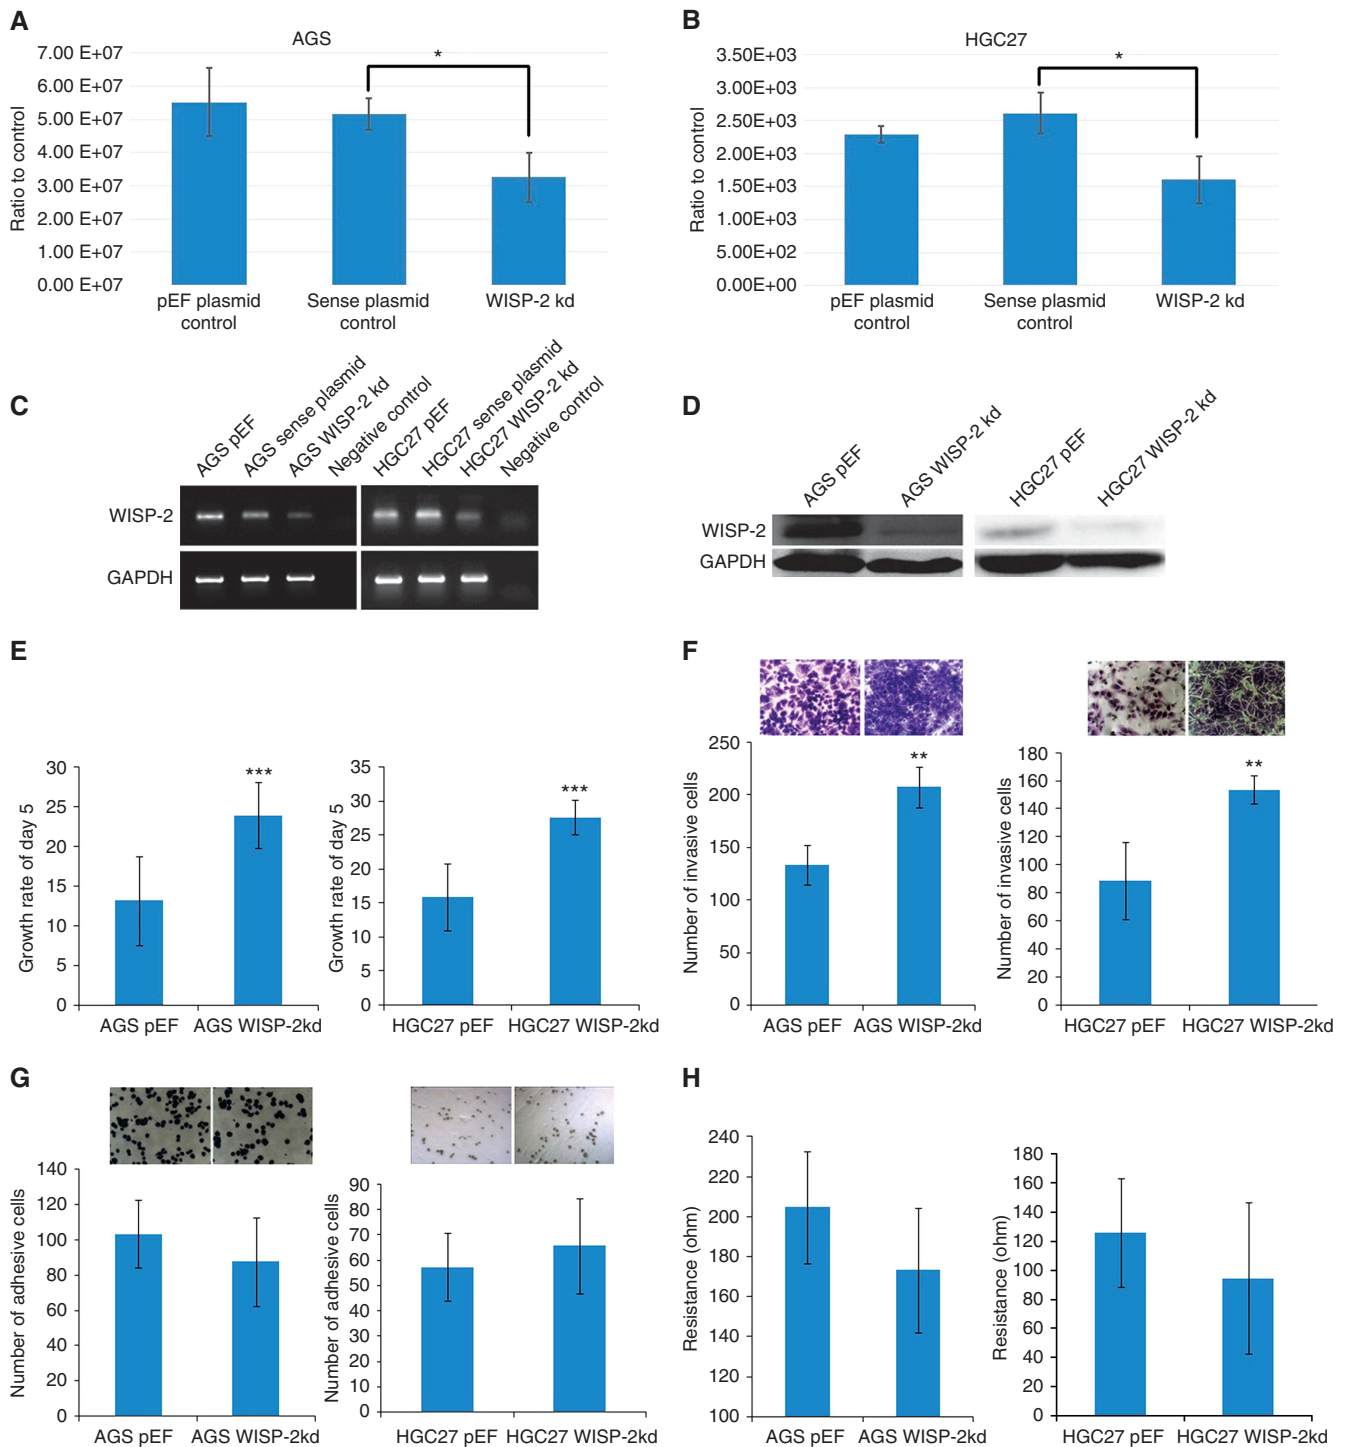 A
AGS
Ratio to control
7.00 E+07
6.00 E+07
5.00 E+07
4.00 E+07
3.00 E+07
2.00 E+07
1.00 E+07
0.00 E+07
*
pEF plasmid
control
Sense plasmid
control
WISP-2 kd
B
HGC27
Ratio to control
3.50E+03
3.00E+03
2.50E+03
2.00E+03
1.50E+03
1.00E+03
5.00E+02
0.00E+00
*
pEF plasmid
control
Sense plasmid
control
WISP-2 kd
C
AGS pEF
AGS sense plasmid
AGS WISP-2 kd
Negative control
HGC27 pEF
HGC27 sense plasmid
HGC27 WISP-2 kd
Negative control
WISP-2
GAPDH
D
AGS pEF
AGS WISP-2 kd
HGC27 pEF
HGC27 WISP-2 kd
WISP-2
GAPDH
E
Growth rate of day 5
30
25
20
15
10
5
0
***
AGS pEF
AGS WISP-2kd
Growth rate of day 5
35
30
25
20
15
10
5
0
***
HGC27 pEF
HGC27 WISP-2kd
F
Number of invasive cells
250
200
150
100
50
0
**
AGS pEF
AGS WISP-2kd
Number of invasive cells
180
160
140
120
100
80
60
40
20
0
**
HGC27 pEF
HGC27 WISP-2kd
G
Number of adhesive cells
140
120
100
80
60
40
20
0
AGS pEF
AGS WISP-2kd
Number of adhesive cells
90
80
70
60
50
40
30
20
10
0
HGC27 pEF
HGC27 WISP-2kd
H
Resistance (ohm)
240
220
200
180
160
140
120
100
AGS pEF
AGS WISP-2kd
Resistance (ohm)
180
160
140
120
100
80
60
40
20
0
HGC27 pEF
HGC27 WISP-2kd